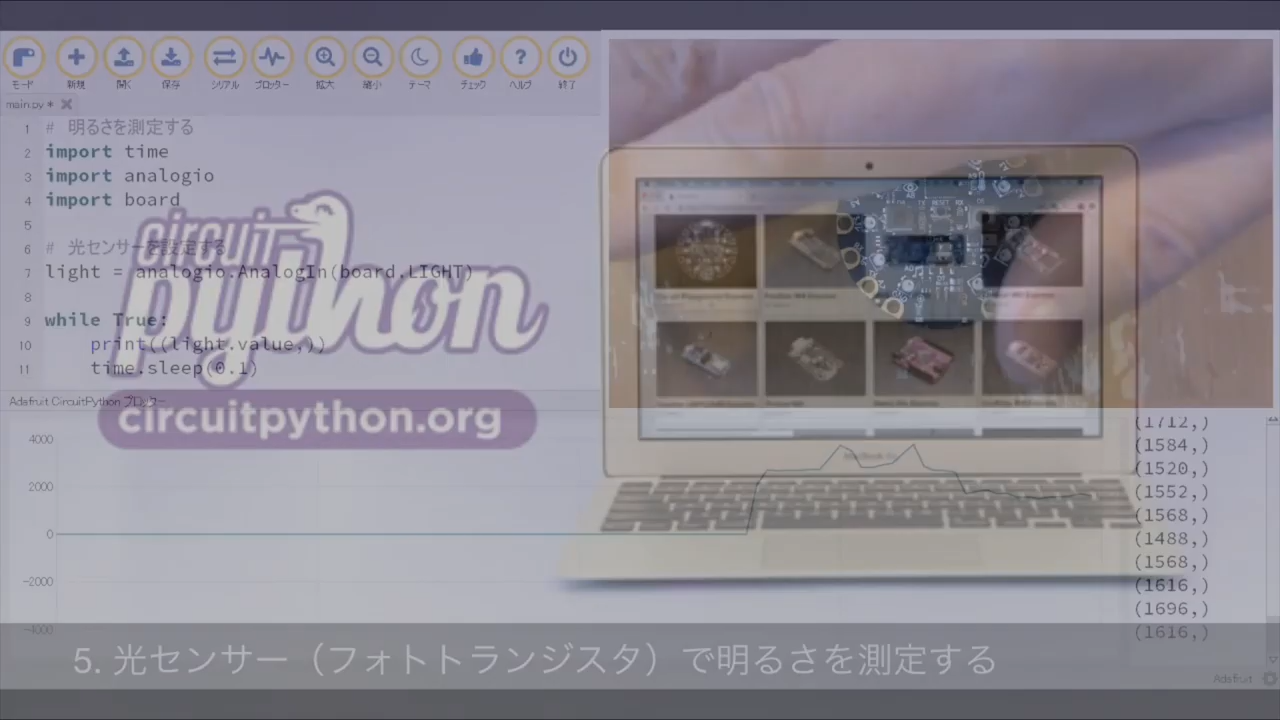 モード 新規 開く 保存 シリアル プロッター 拡大 縮小 テーマ チェック ヘルプ 終了
main.py *
1 # 明るさを測定する
2 import time
3 import analogio
4 import board
5
6 # 光センサーを設定する
7 light = analogio.AnalogIn(board.LIGHT)
8
9 while True:
10 print((light.value,))
11 time.sleep(0.1)
circuit
python
circuitpython.org
Adafruit CircuitPython プロッター
4000
2000
0
-2000
-4000
(1712,)
(1584,)
(1520,)
(1552,)
(1568,)
(1488,)
(1568,)
(1616,)
(1696,)
(1616,)
5. 光センサー（フォトトランジスタ）で明るさを測定する
Adafruit